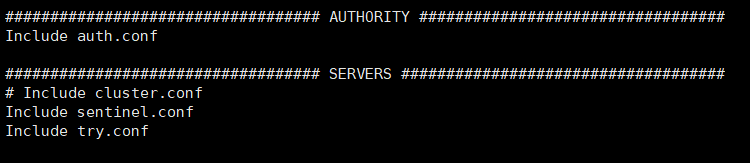 ################################### AUTHORITY ##################################
Include auth.conf
################################### SERVERS ####################################
# Include cluster.conf
Include sentinel.conf
Include try.conf